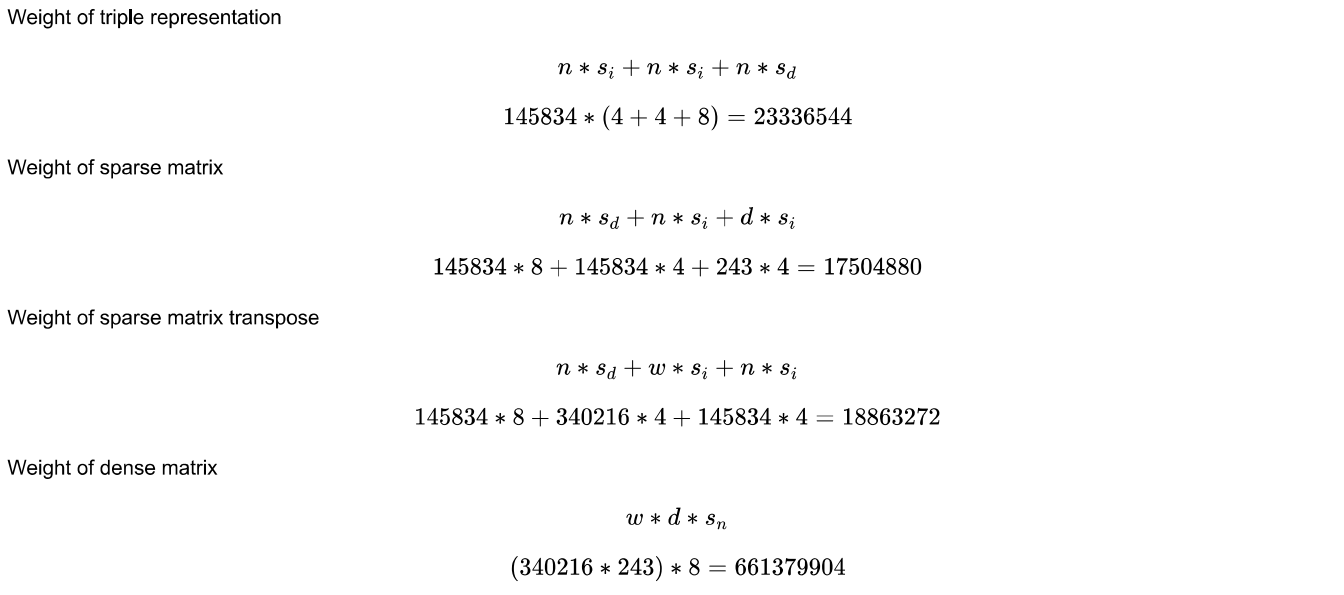 Weight of triple representation
n * s_i + n * s_i + n * s_d
145834 * (4 + 4 + 8) = 23336544
Weight of sparse matrix
n * s_d + n * s_i + d * s_i
145834 * 8 + 145834 * 4 + 243 * 4 = 17504880
Weight of sparse matrix transpose
n * s_d + w * s_i + n * s_i
145834 * 8 + 340216 * 4 + 145834 * 4 = 18863272
Weight of dense matrix
w * d * s_n
(340216 * 243) * 8 = 661379904